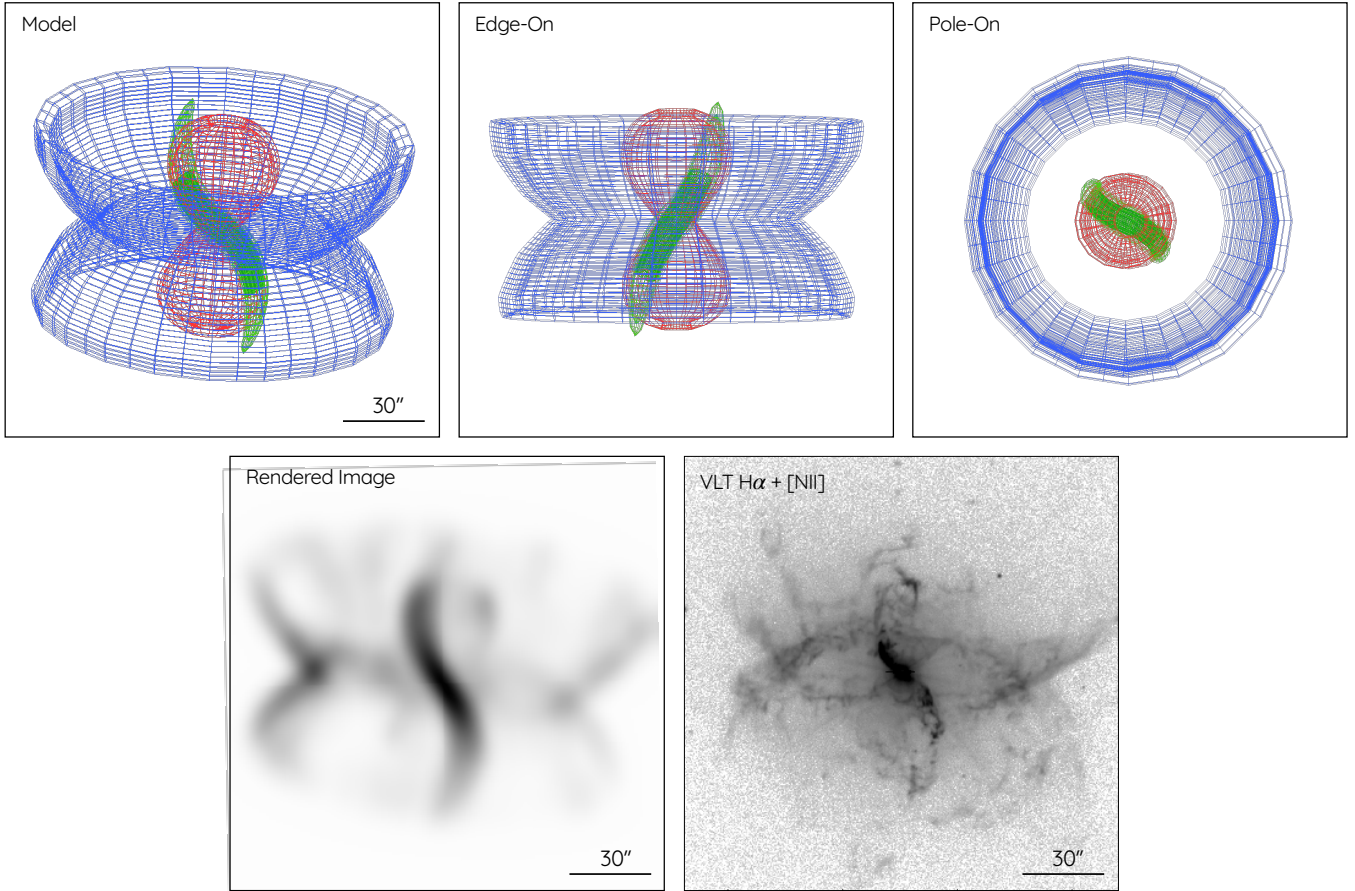 Model
Edge-On
Pole-On
30″
Rendered Image
VLT Hα + [NII]
30″
30″